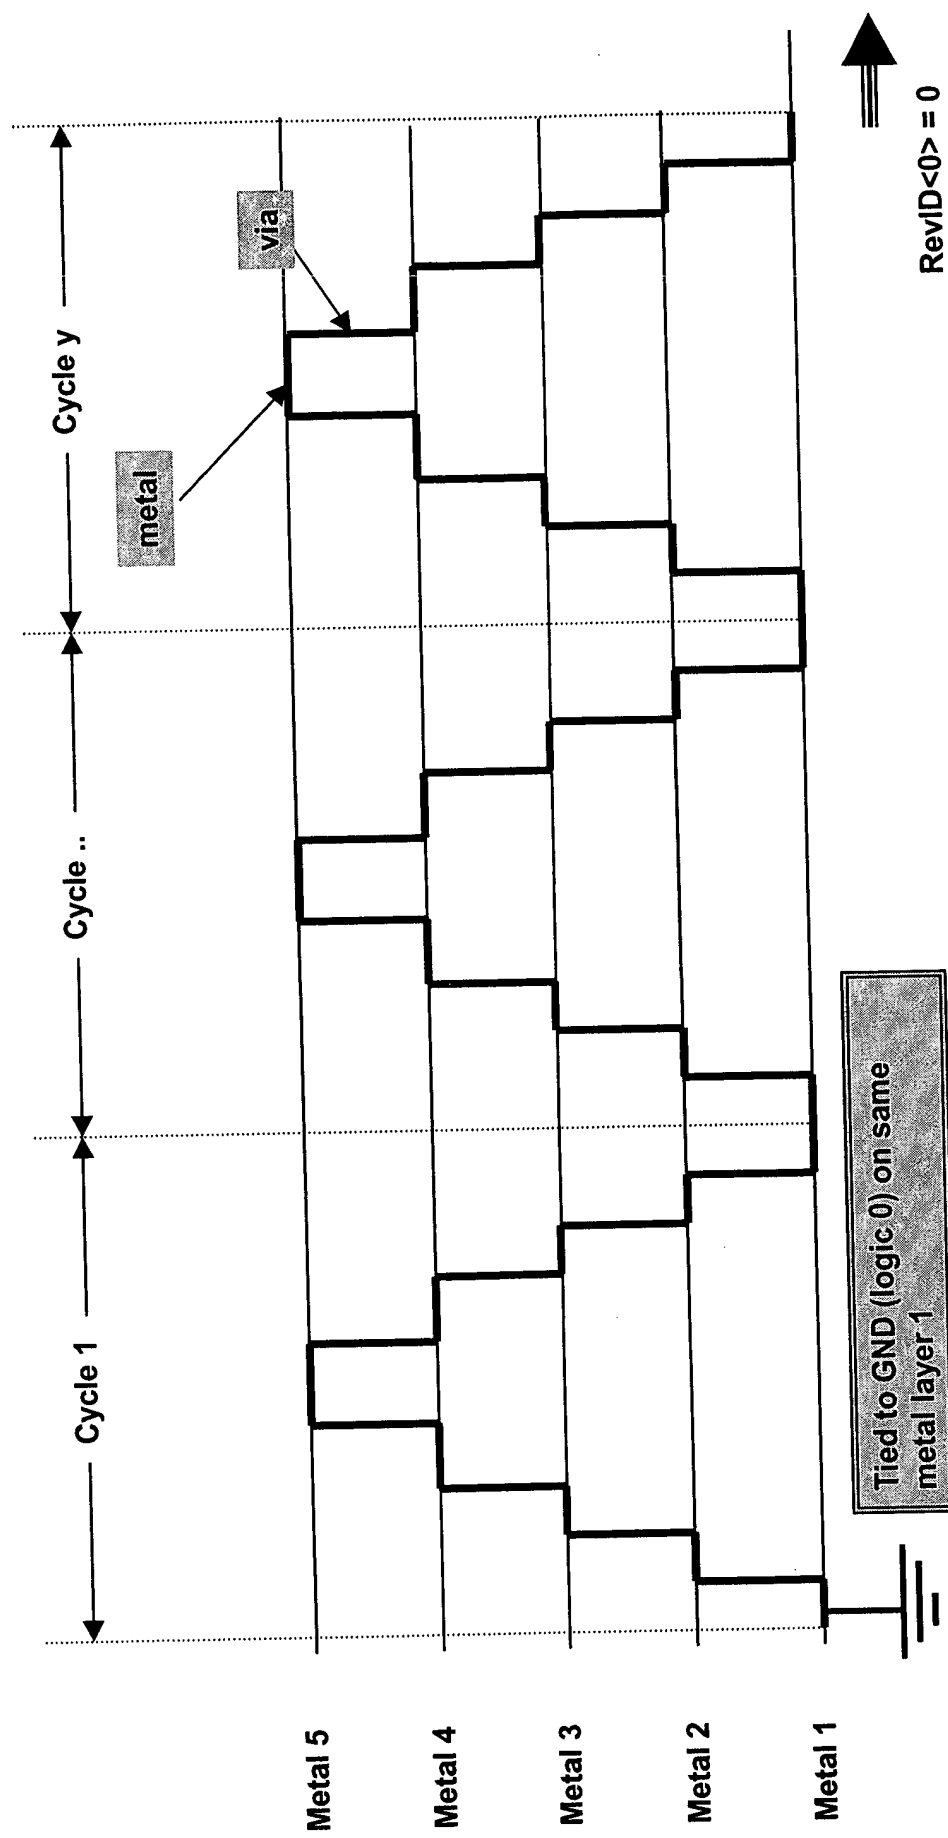 Cycle 1
Cycle ..
Cycle y
metal
via
Metal 5
Metal 4
Metal 3
Metal 2
Metal 1
Tied to GND (logic 0) on same
metal layer 1
RevID<0> = 0